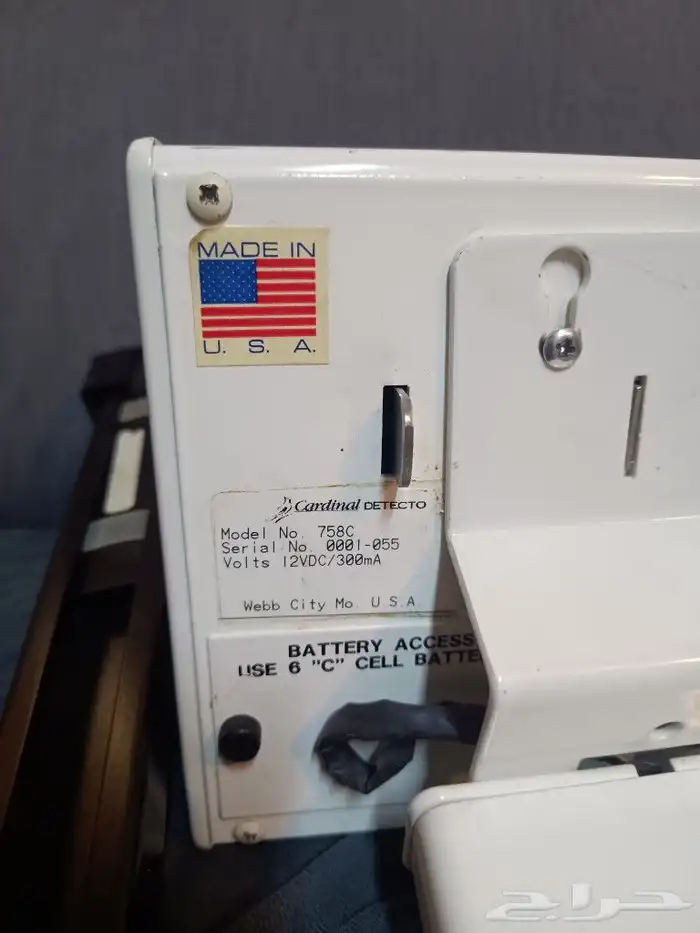 MADE IN
U. S. A.
Cardinal DETECTO
Model No. 758C
Serial No. 0001-055
Volts 12VDC/300mA
Webb City Mo U.S.A
BATTERY ACCESS
USE 6 "C" CELL BATTE
حراج